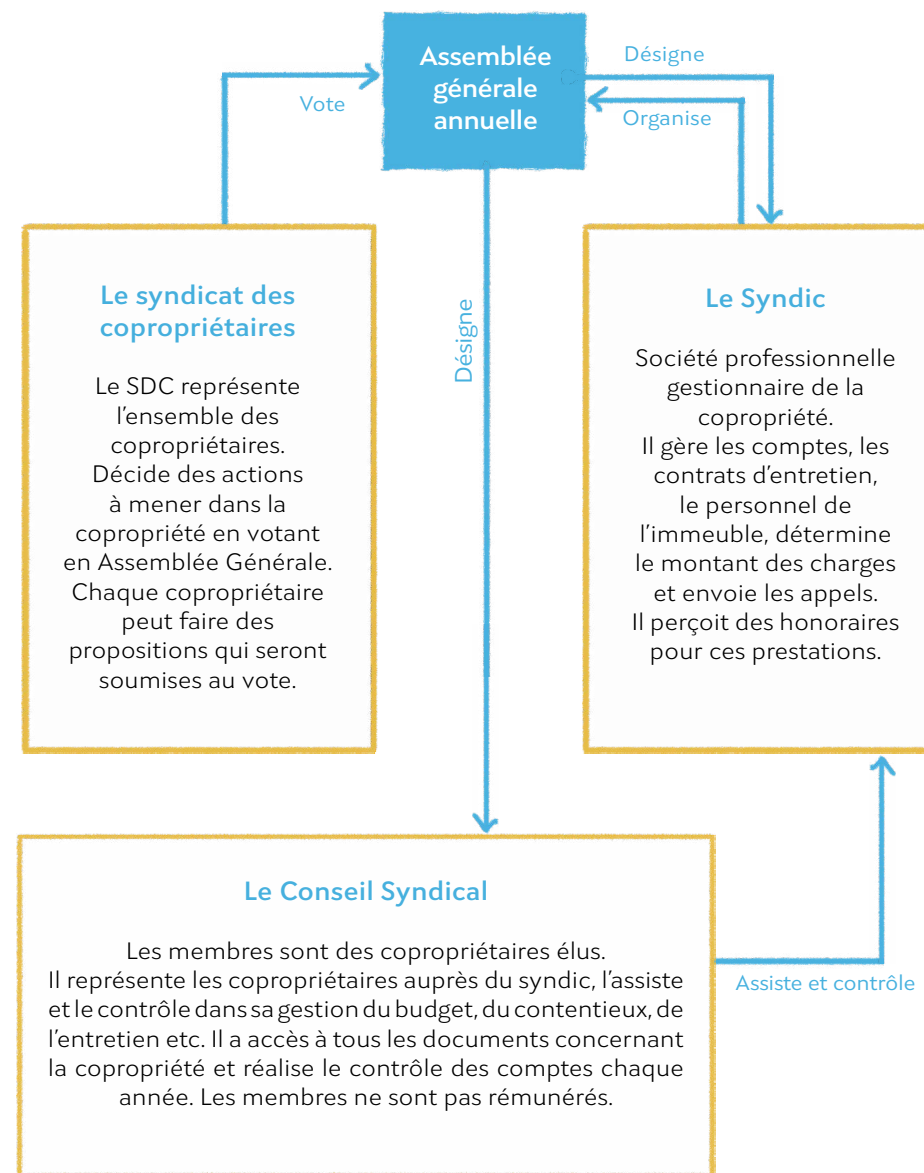 Assemblée
générale
annuelle
Vote
Désigne
Organise
Désigne
Le syndicat des
copropriétaires
Le SDC représente
l’ensemble des
copropriétaires.
Décide des actions
à mener dans la
copropriété en votant
en Assemblée Générale.
Chaque copropriétaire
peut faire des
propositions qui seront
soumises au vote.
Le Syndic
Société professionnelle
gestionnaire de la
copropriété.
Il gère les comptes, les
contrats d’entretien,
le personnel de
l’immeuble, détermine
le montant des charges
et envoie les appels.
Il perçoit des honoraires
pour ces prestations.
Le Conseil Syndical
Les membres sont des copropriétaires élus.
Il représente les copropriétaires auprès du syndic, l’assiste
et le contrôle dans sa gestion du budget, du contentieux, de
l’entretien etc. Il a accès à tous les documents concernant
la copropriété et réalise le contrôle des comptes chaque
année. Les membres ne sont pas rémunérés.
Assiste et contrôle